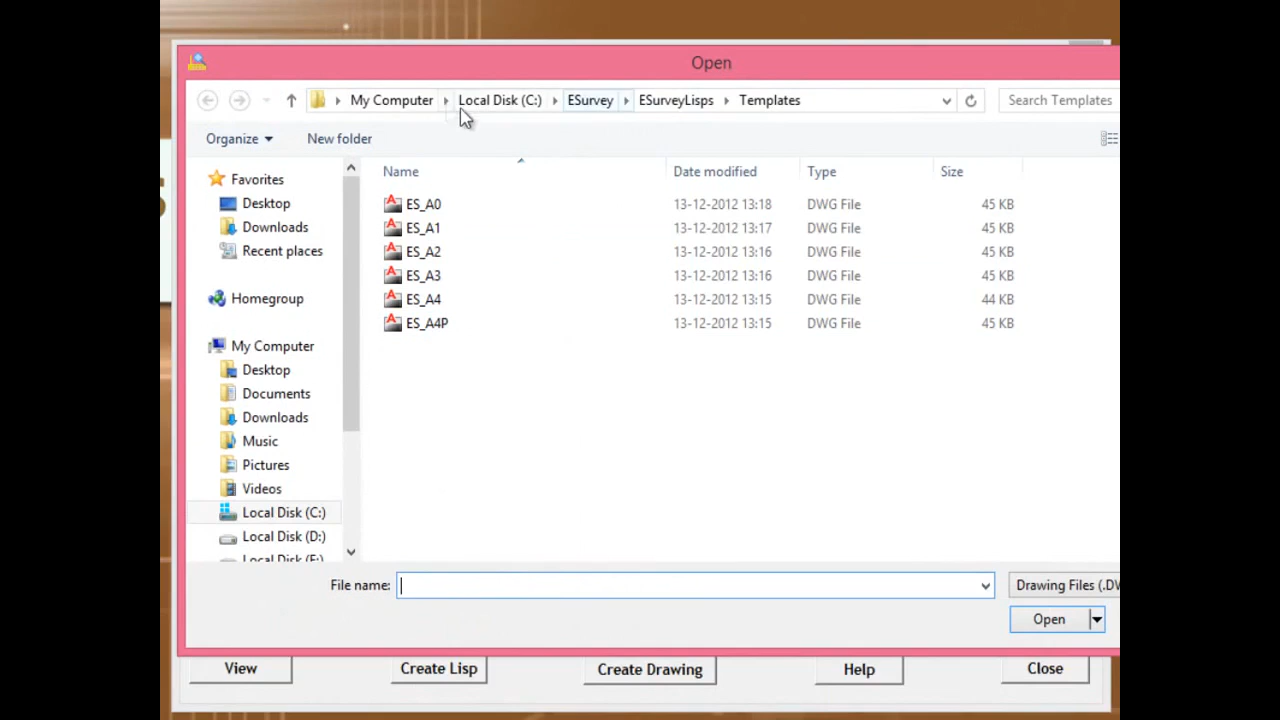 Open
My Computer Local Disk (C:) ESurvey ESurveyLisps Templates Search Templates
Organize New folder
Name Date modified Type Size
Favorites
Desktop
Downloads
Recent places
Homegroup
My Computer
Desktop
Documents
Downloads
Music
Pictures
Videos
Local Disk (C:)
Local Disk (D:)
ES_A0 13-12-2012 13:18 DWG File 45 KB
ES_A1 13-12-2012 13:17 DWG File 45 KB
ES_A2 13-12-2012 13:16 DWG File 45 KB
ES_A3 13-12-2012 13:16 DWG File 45 KB
ES_A4 13-12-2012 13:15 DWG File 44 KB
ES_A4P 13-12-2012 13:15 DWG File 45 KB
File name: Drawing Files (.DW
Open
View Create Lisp Create Drawing Help Close